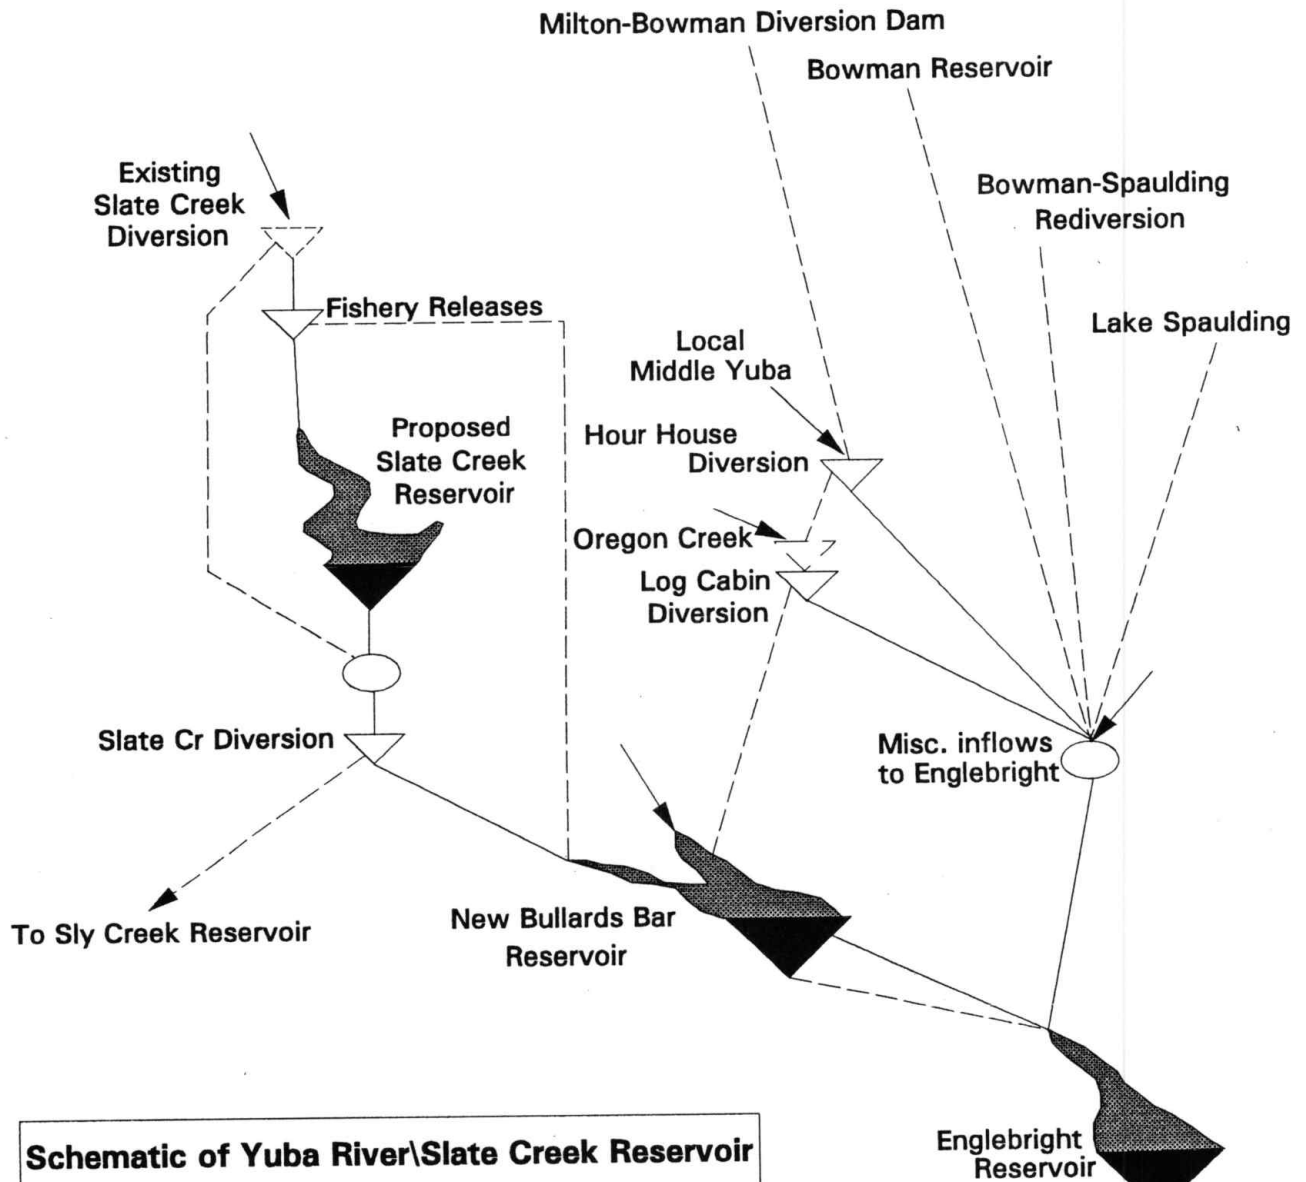 Milton-Bowman Diversion Dam
Bowman Reservoir
Existing
Slate Creek
Diversion
Bowman-Spaulding
Rediversion
Fishery Releases
Lake Spaulding
Local
Middle Yuba
Proposed
Slate Creek
Reservoir
Hour House
Diversion
Oregon Creek
Log Cabin
Diversion
Slate Cr Diversion
Misc. inflows
to Englebright
To Sly Creek Reservoir
New Bullards Bar
Reservoir
Englebright
Reservoir
Schematic of Yuba River\Slate Creek Reservoir